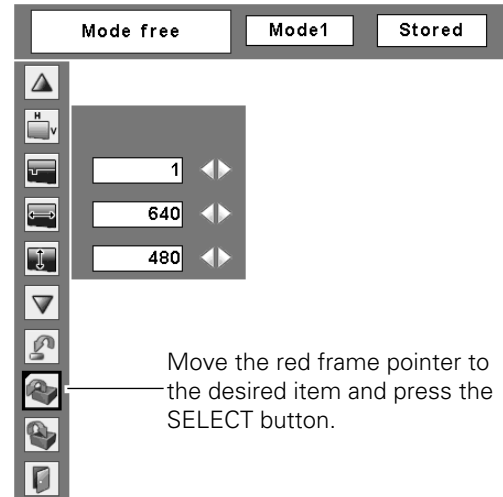 Mode free Mode1 Stored
H
V
1
640
480
Move the red frame pointer to
the desired item and press the
SELECT button.